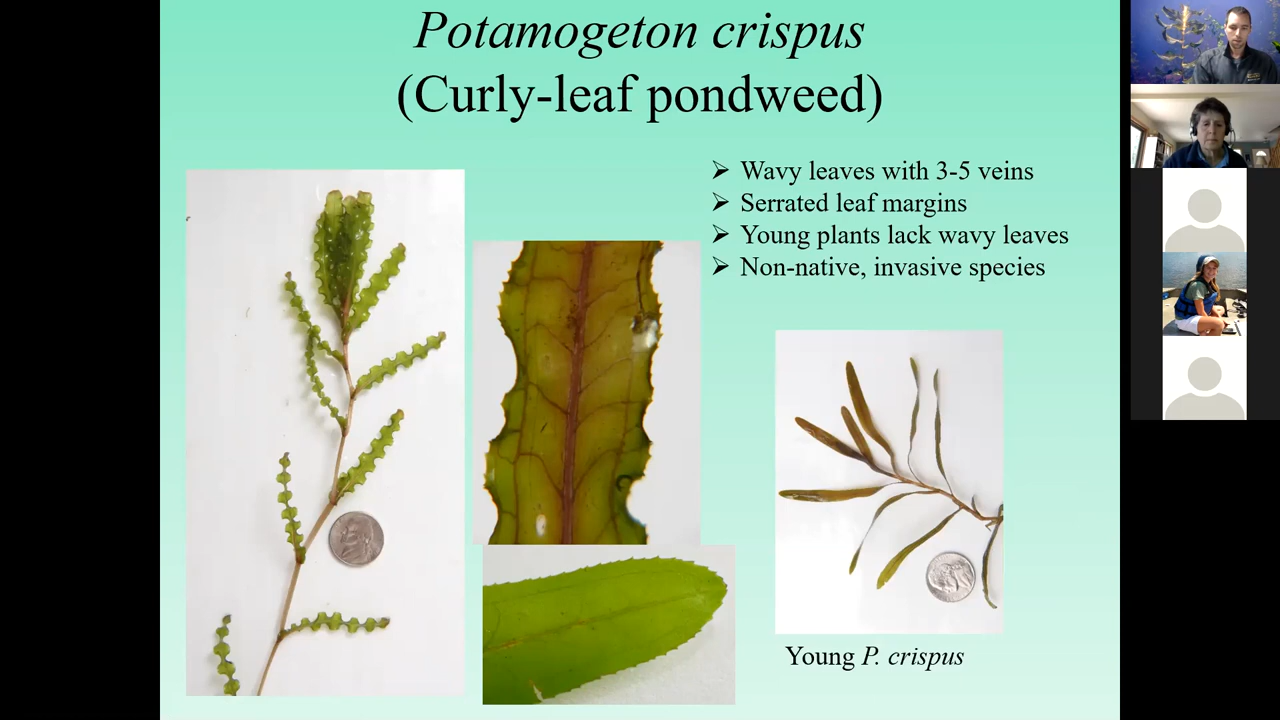 Potamogeton crispus
(Curly-leaf pondweed)
➢ Wavy leaves with 3-5 veins
➢ Serrated leaf margins
➢ Young plants lack wavy leaves
➢ Non-native, invasive species
Young P. crispus